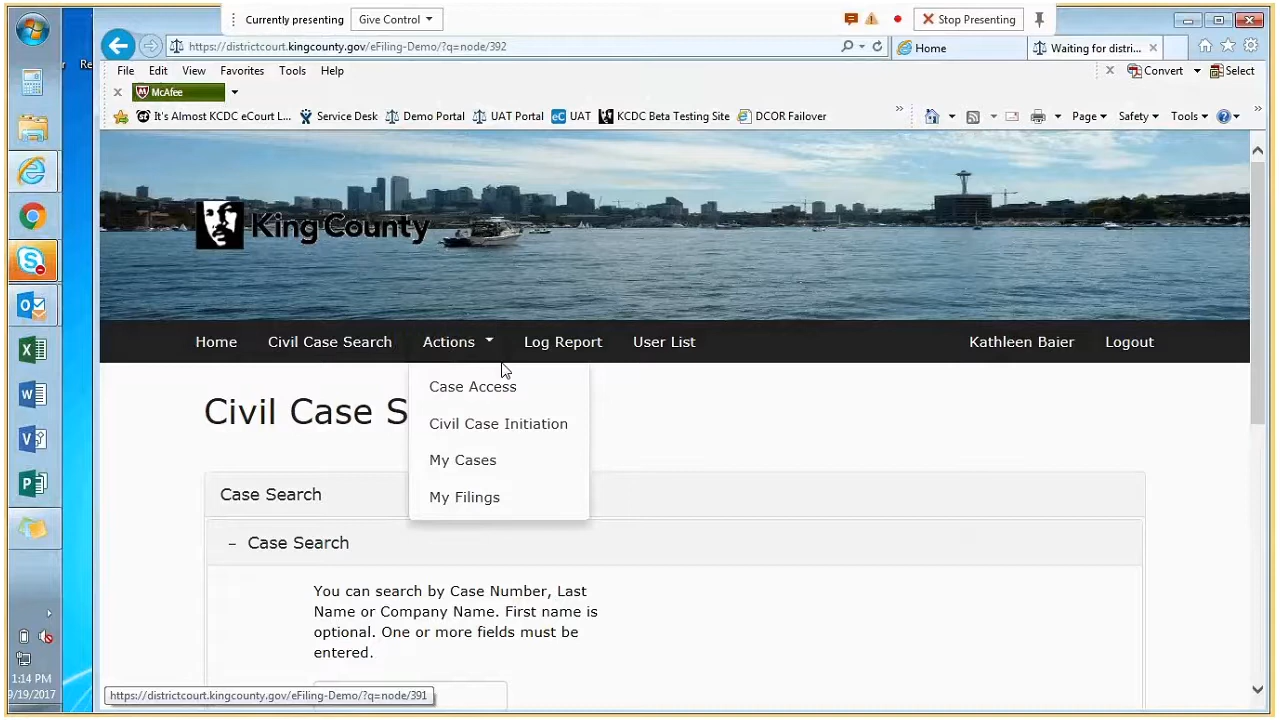 Currently presenting
Give Control
Stop Presenting
https://districtcourt.kingcounty.gov/eFiling-Demo/?q=node/392
Home
Waiting for distri...
File Edit View Favorites Tools Help
Convert
Select
McAfee
It's Almost KCDC eCourt L...
Service Desk
Demo Portal
UAT Portal
eC UAT
KCDC Beta Testing Site
DCOR Failover
Page
Safety
Tools
King County
Home
Civil Case Search
Actions
Log Report
User List
Kathleen Baier
Logout
Case Access
Civil Case Initiation
My Cases
My Filings
Civil Case S
Case Search
– Case Search
You can search by Case Number, Last
Name or Company Name. First name is
optional. One or more fields must be
entered.
1:14 PM
9/19/2017
https://districtcourt.kingcounty.gov/eFiling-Demo/?q=node/391